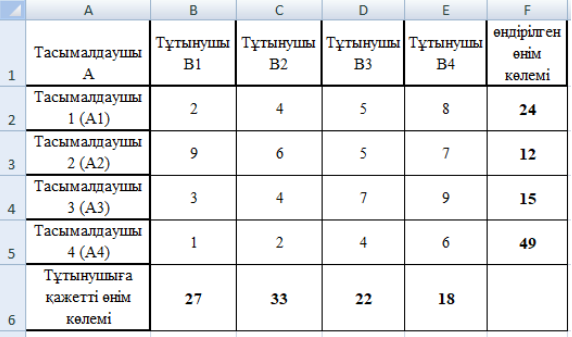 A B C D E F
1 Тасымалдаушы А Тұтынушы В1 Тұтынушы В2 Тұтынушы В3 Тұтынушы В4 өндірілген өнім көлемі
2 Тасымалдаушы 1 (А1) 2 4 5 8 24
3 Тасымалдаушы 2 (А2) 9 6 5 7 12
4 Тасымалдаушы 3 (А3) 3 4 7 9 15
5 Тасымалдаушы 4 (А4) 1 2 4 6 49
6 Тұтынушыға қажетті өнім көлемі 27 33 22 18